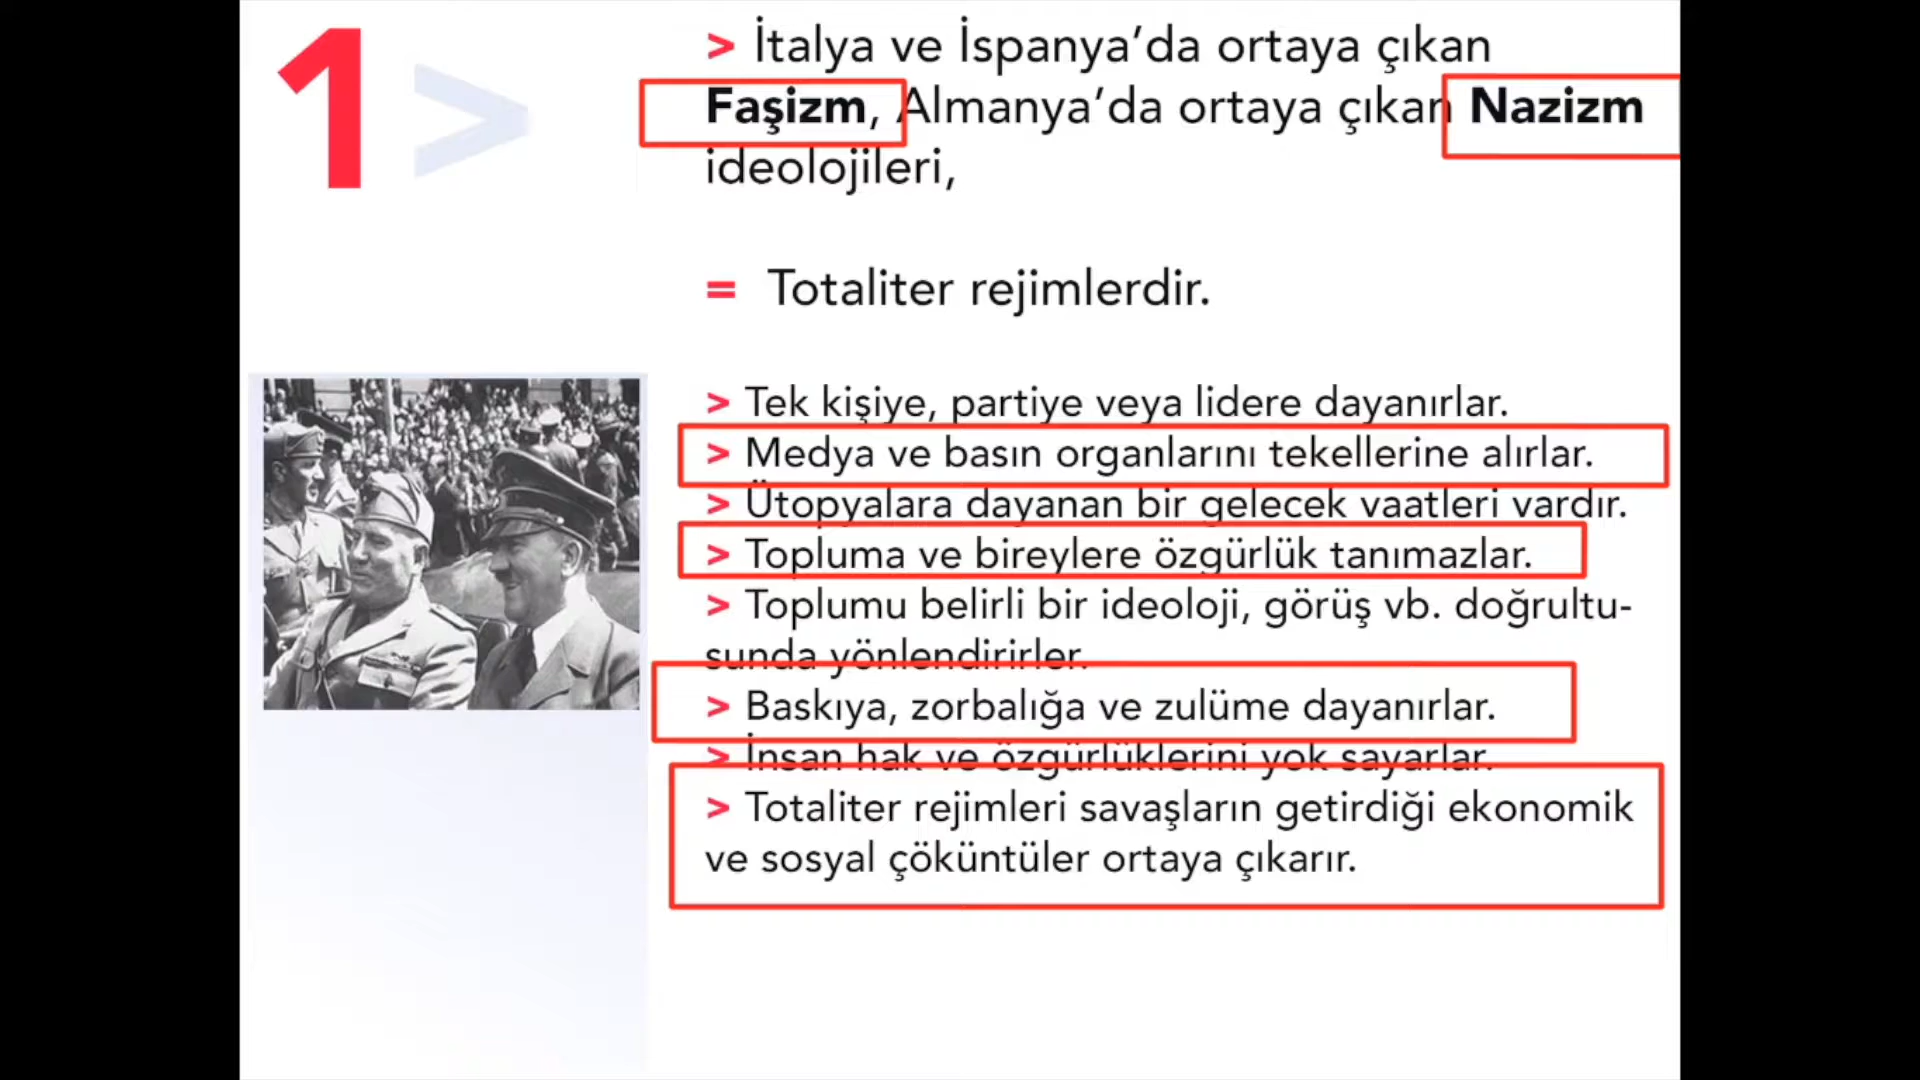 1>
> İtalya ve İspanya’da ortaya çıkan
Faşizm, Almanya’da ortaya çıkan Nazizm
ideolojileri,
= Totaliter rejimlerdir.
> Tek kişiye, partiye veya lidere dayanırlar.
> Medya ve basın organlarını tekellerine alırlar.
> Ütopyalara dayanan bir gelecek vaatleri vardır.
> Topluma ve bireylere özgürlük tanımazlar.
> Toplumu belirli bir ideoloji, görüş vb. doğrultu-
sunda yönlendirirler.
> Baskıya, zorbalığa ve zulüme dayanırlar.
> İnsan hak ve özgürlüklerini yok sayarlar.
> Totaliter rejimleri savaşların getirdiği ekonomik
ve sosyal çöküntüler ortaya çıkarır.